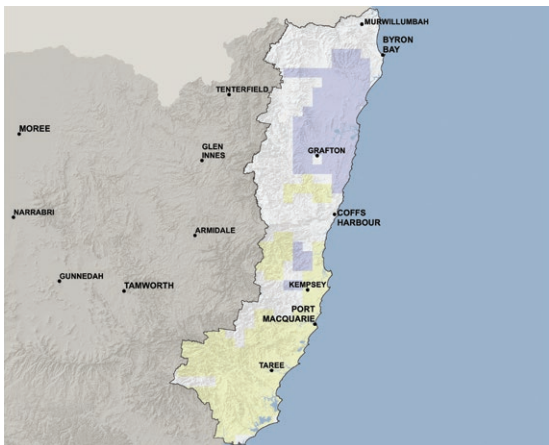 MURWILLUMBAH
BYRON
BAY
TENTERFIELD
MOREE
GLEN
INNES
GRAFTON
NARRABRI
COFFS
HARBOUR
ARMIDALE
GUNNEDAH
TAMWORTH
KEMPSEY
PORT
MACQUARIE
TAREE